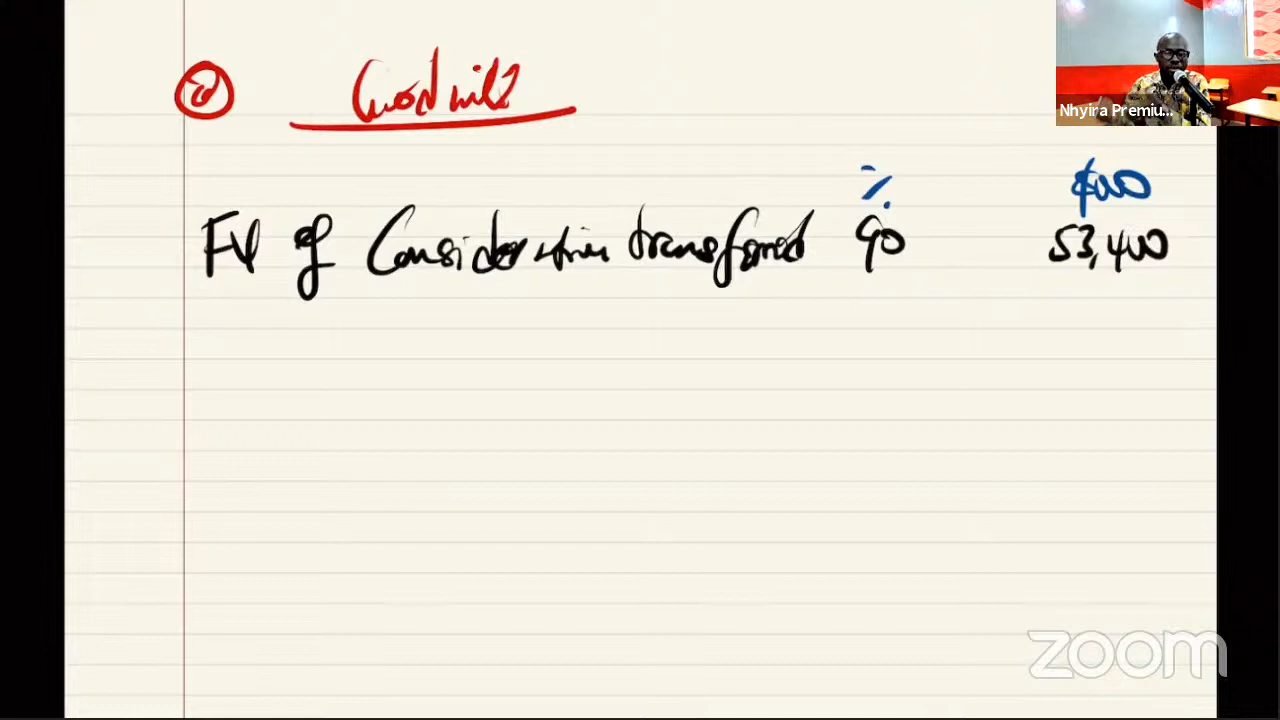 Nhyira Premiu...
d Goodwill
% $000
FV of Consideration transferred 90 53,400
zoom